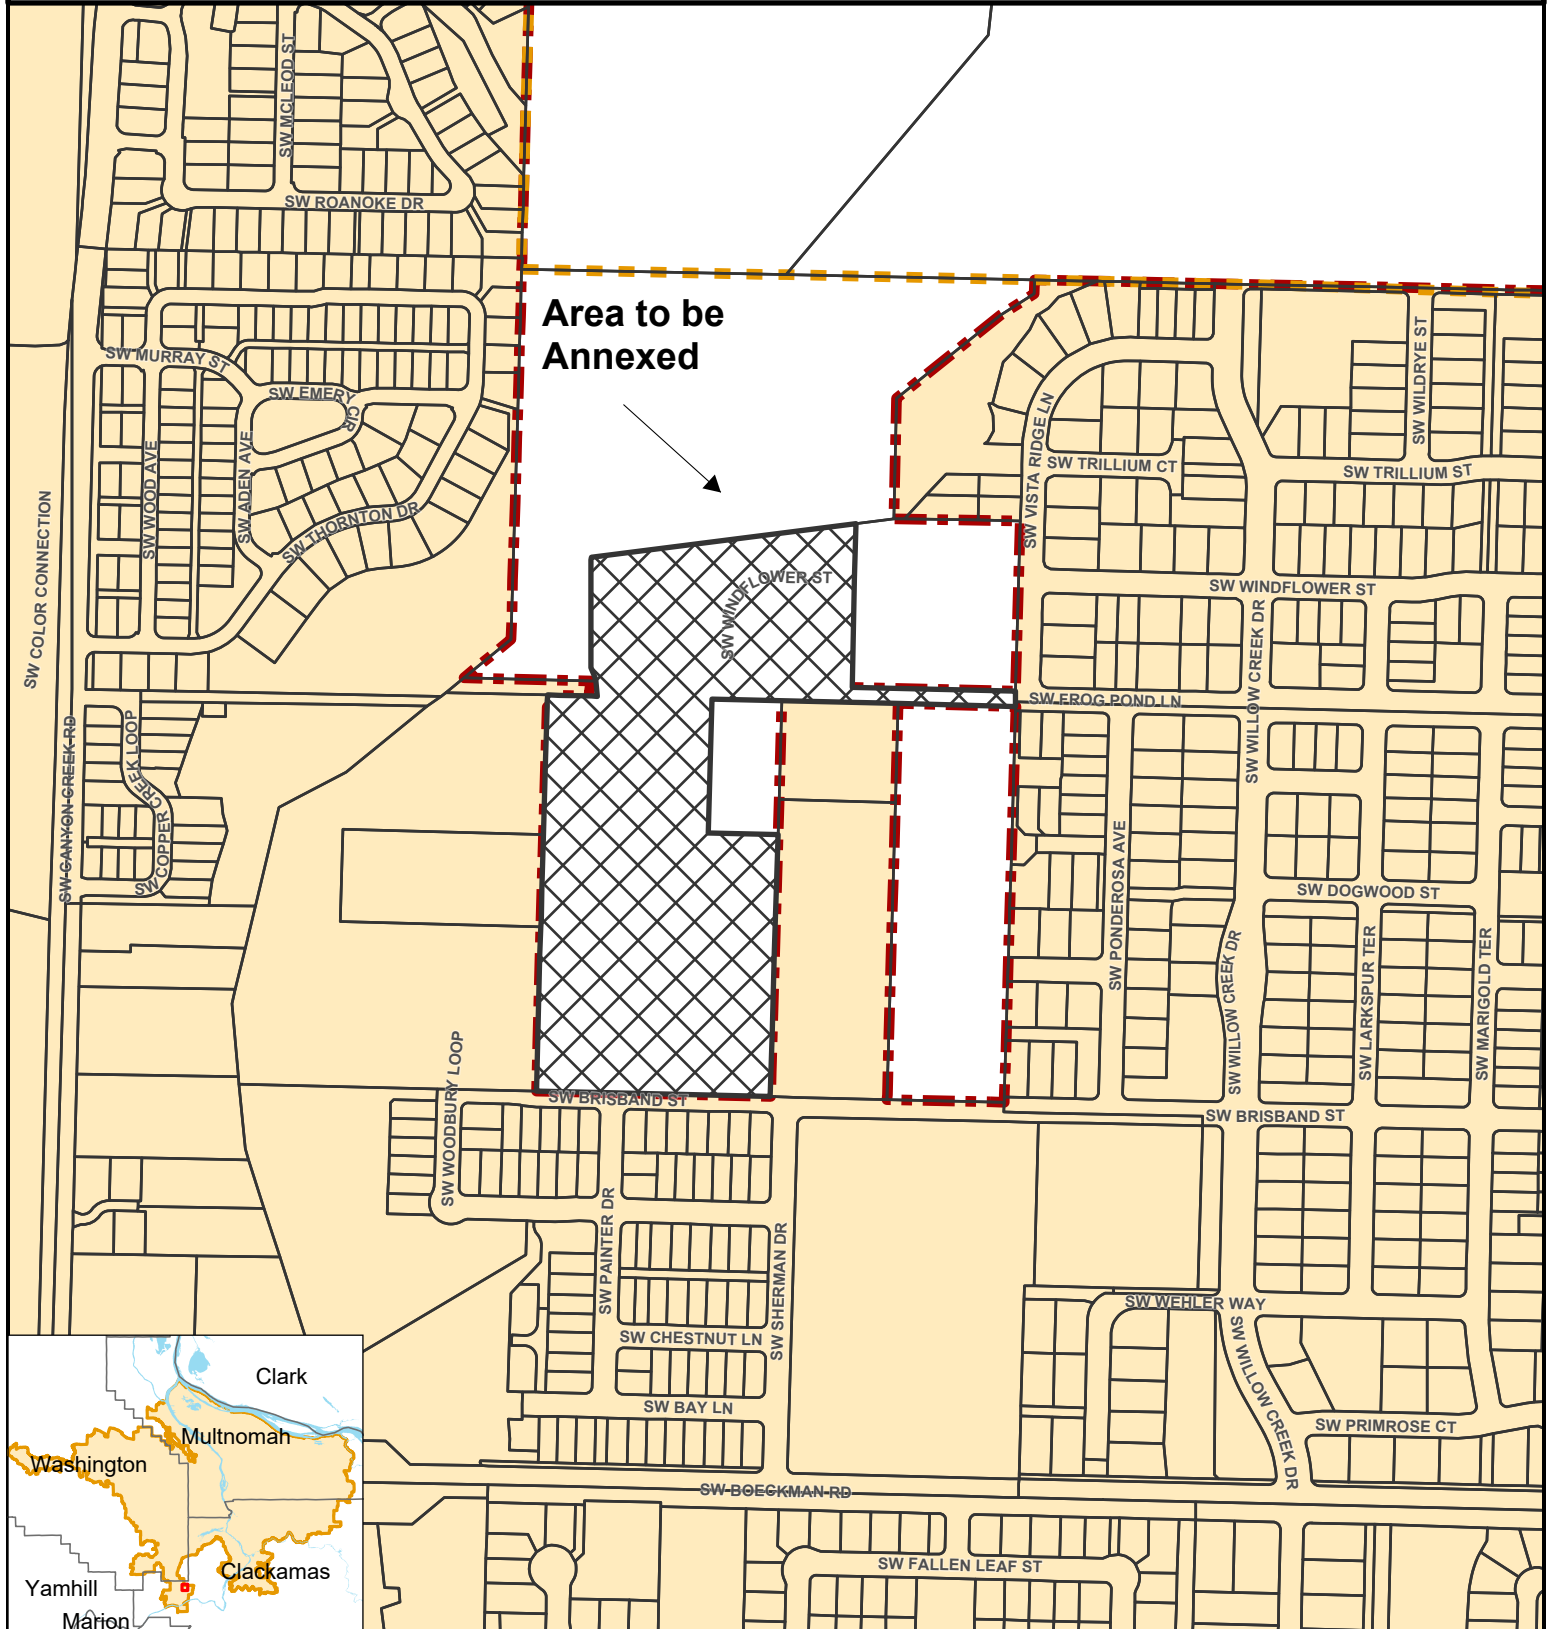 SW MCLEOD ST
SW ROANOKE DR
Area to be
Annexed
SW MURRAY ST
SW EMERY
CIR
SW WOOD AVE
SW ADEN AVE
SW THORNTON DR
SW COLOR CONNECTION
SW WILDRYE ST
SW VISTA RIDGE LN
SW TRILLIUM CT
SW TRILLIUM ST
SW WINDFLOWER ST
SW WINDFLOWER ST
SW WILLOW CREEK DR
SW FROG POND LN
SW CANYON CREEK RD
SW COPPER CREEK LOOP
SW PONDEROSA AVE
SW DOGWOOD ST
SW WILLOW CREEK DR
SW LARKSPUR TER
SW MARIGOLD TER
SW WOODBURY LOOP
SW BRISBAND ST
SW BRISBAND ST
SW PAINTER DR
SW SHERMAN DR
SW WEHLER WAY
SW CHESTNUT LN
SW WILLOW CREEK DR
SW BAY LN
SW PRIMROSE CT
SW BOECKMAN RD
SW FALLEN LEAF ST
Clark
Multnomah
Washington
Clackamas
Yamhill
Marion